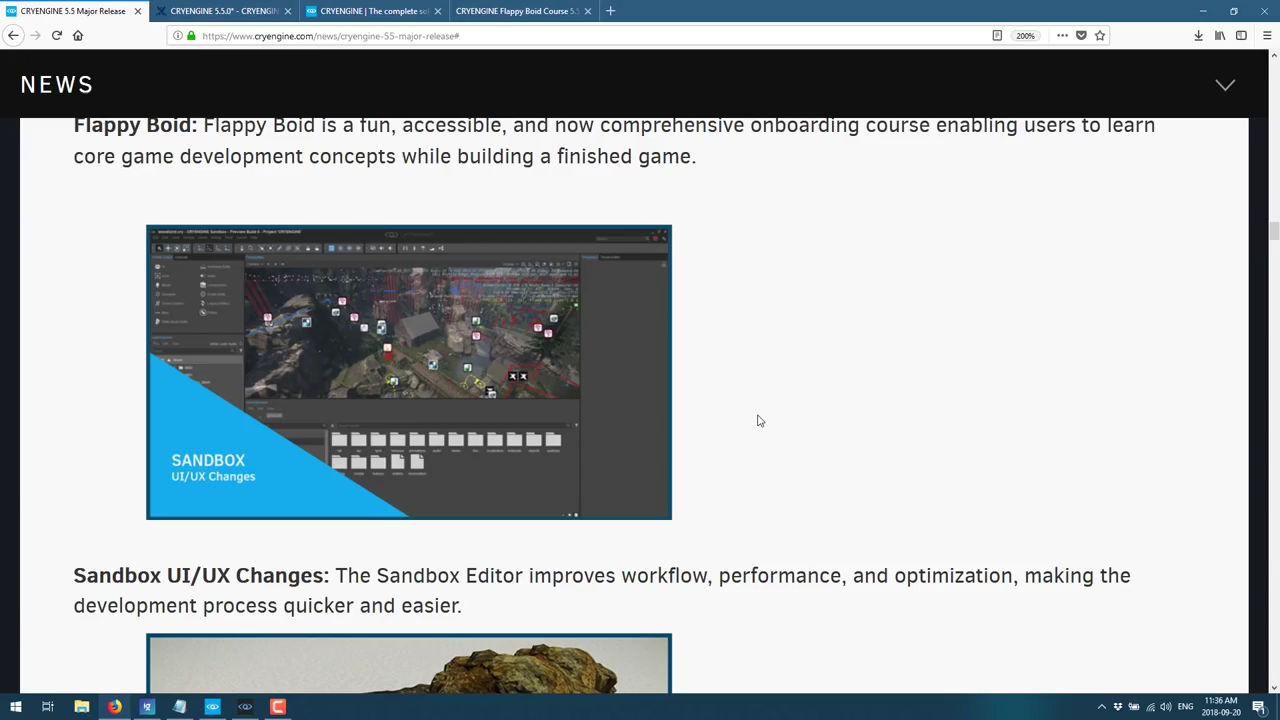 CRYENGINE 5.5 Major Release
CRYENGINE 5.5.0* - CRYENGIN
CRYENGINE | The complete so
CRYENGINE Flappy Boid Course 5.5
https://www.cryengine.com/news/cryengine-55-major-release#
200%
NEWS
Flappy Boid: Flappy Boid is a fun, accessible, and now comprehensive onboarding course enabling users to learn
core game development concepts while building a finished game.
SANDBOX
UI/UX Changes
Sandbox UI/UX Changes: The Sandbox Editor improves workflow, performance, and optimization, making the
development process quicker and easier.
ENG
11:36 AM
2018-09-20